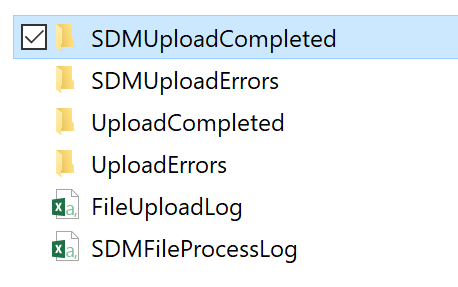 SDMUploadCompleted
SDMUploadErrors
UploadCompleted
UploadErrors
FileUploadLog
SDMFileProcessLog